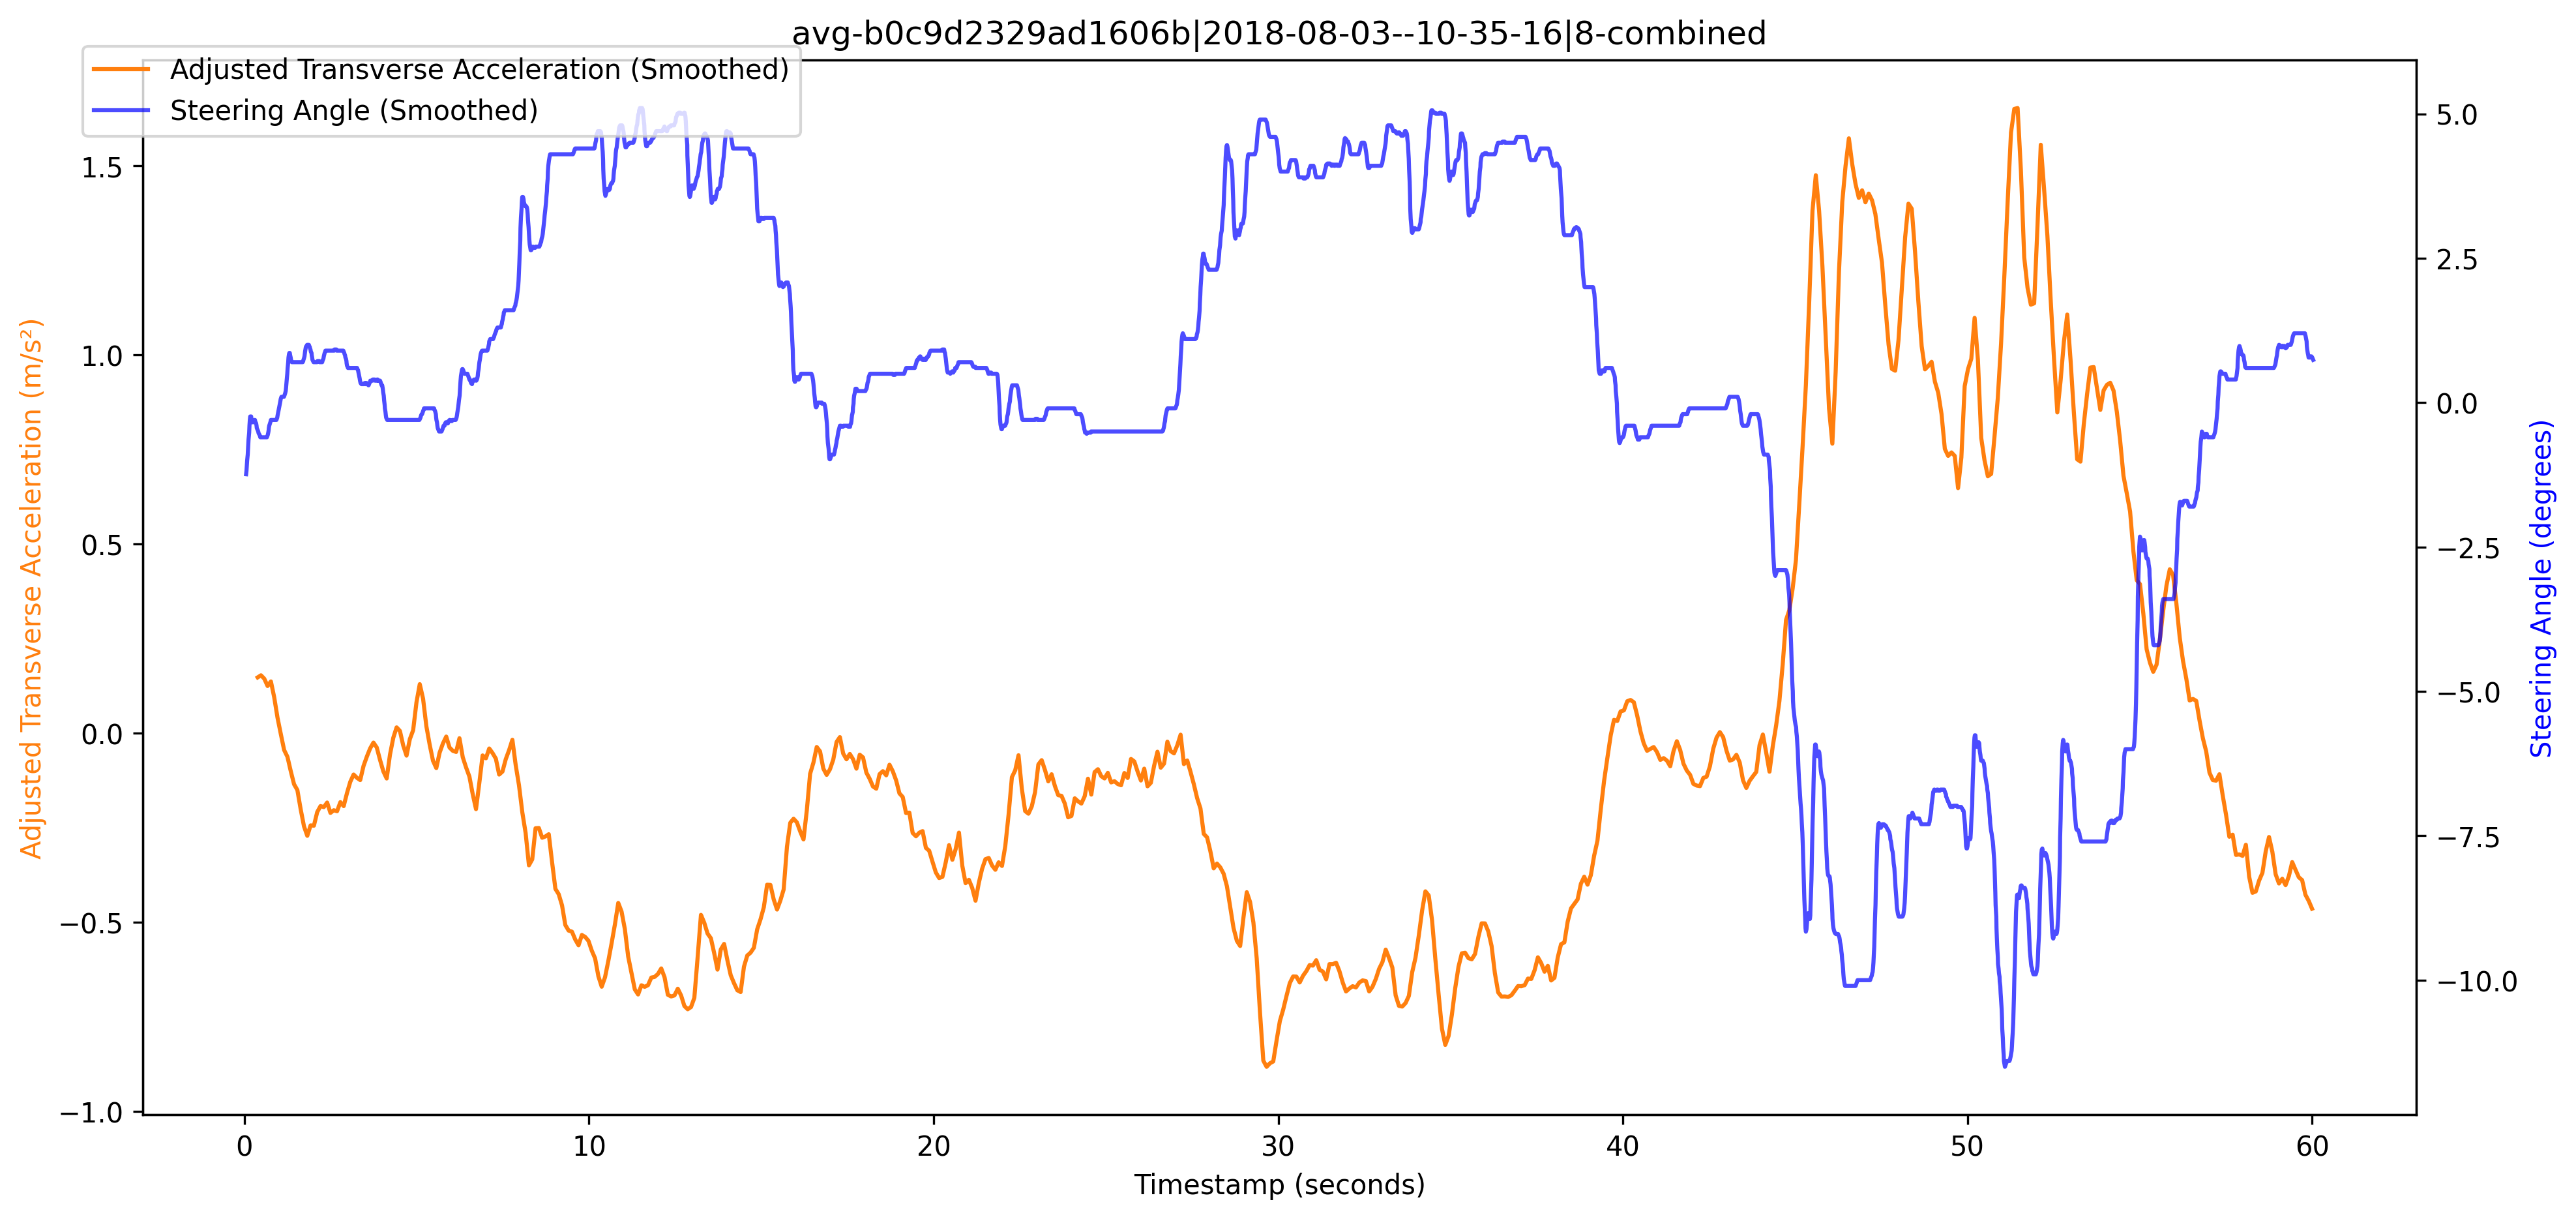 avg-b0c9d2329ad1606b|2018-08-03--10-35-16|8-combined
Adjusted Transverse Acceleration (Smoothed)
Steering Angle (Smoothed)
Adjusted Transverse Acceleration (m/s²)
1.5
1.0
0.5
0.0
−0.5
−1.0
5.0
2.5
0.0
−2.5
−5.0
−7.5
−10.0
Steering Angle (degrees)
0 10 20 30 40 50 60
Timestamp (seconds)